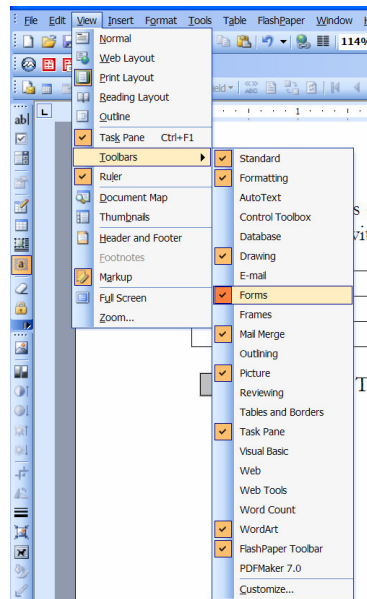 File Edit View Insert Format Tools Table FlashPaper Window
114%
Normal
Web Layout
Print Layout
Reading Layout
Outline
Task Pane Ctrl+F1
Toolbars
Ruler
Document Map
Thumbnails
Header and Footer
Footnotes
Markup
Full Screen
Zoom...
Standard
Formatting
AutoText
Control Toolbox
Database
Drawing
E-mail
Forms
Frames
Mail Merge
Outlining
Picture
Reviewing
Tables and Borders
Task Pane
Visual Basic
Web
Web Tools
Word Count
WordArt
FlashPaper Toolbar
PDFMaker 7.0
Customize...
ab
a
L
1
T